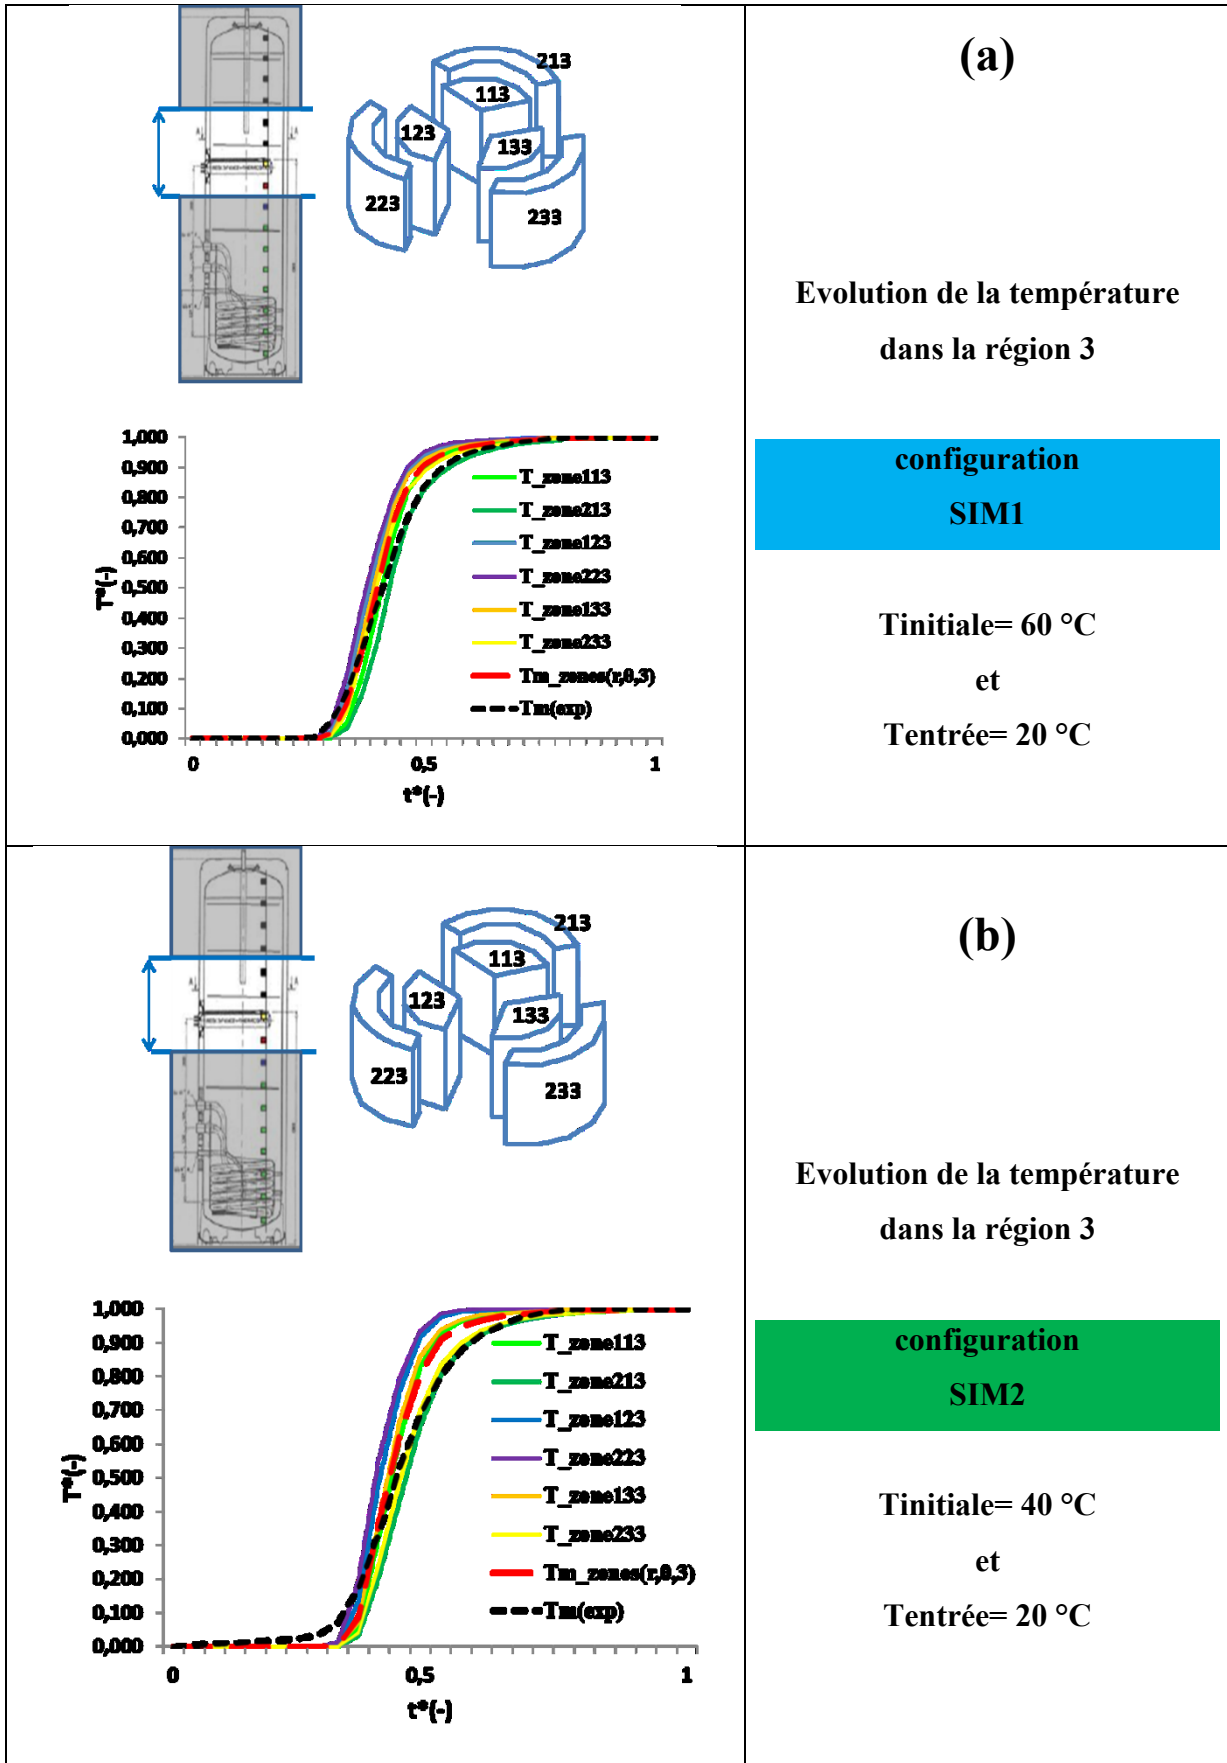 213
113
123
133
223
233
(a)
Evolution de la température
dans la région 3
1,000
0,900
0,800
0,700
0,600
0,500
0,400
0,300
0,200
0,100
0,000
T*(-)
0
0,5
1
t*(-)
T_zone113
T_zone213
T_zone123
T_zone223
T_zone133
T_zone233
Tm_zones(r,θ,3)
Tm(exp)
configuration
SIM1
Tinitiale= 60 °C
et
Tentrée= 20 °C
213
113
123
133
223
233
(b)
Evolution de la température
dans la région 3
1,000
0,900
0,800
0,700
0,600
0,500
0,400
0,300
0,200
0,100
0,000
T*(-)
0
0,5
1
t*(-)
T_zone113
T_zone213
T_zone123
T_zone223
T_zone133
T_zone233
Tm_zones(r,θ,3)
Tm(exp)
configuration
SIM2
Tinitiale= 40 °C
et
Tentrée= 20 °C